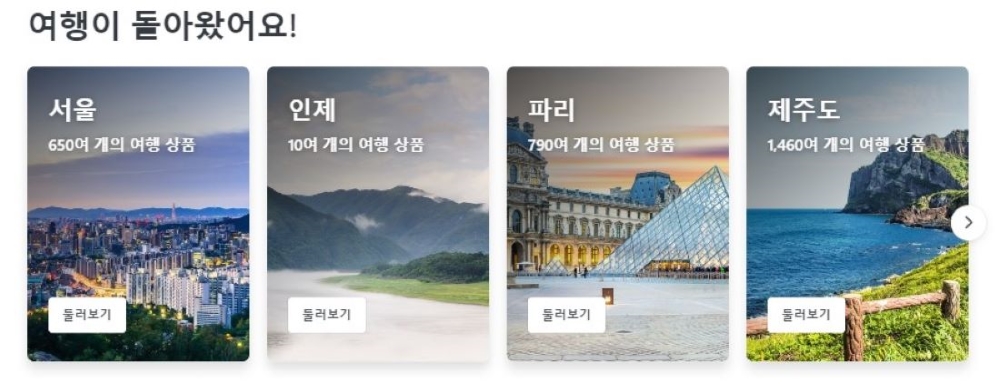 여행이 돌아왔어요!
서울
650여 개의 여행 상품
둘러보기
인제
10여 개의 여행 상품
둘러보기
파리
790여 개의 여행 상품
둘러보기
제주도
1,460여 개의 여행 상품
둘러보기